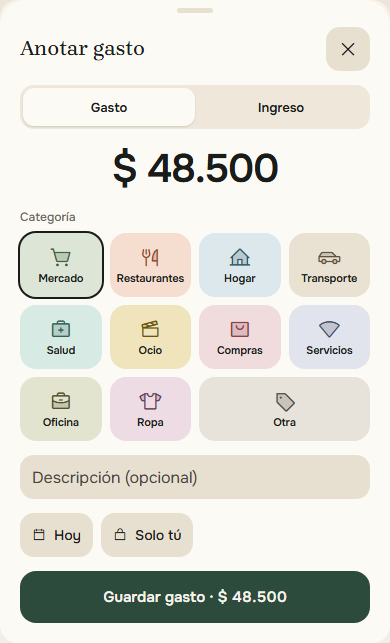 Anotar gasto
Gasto Ingreso
$ 48.500
Categoría
Mercado Restaurantes Hogar Transporte
Salud Ocio Compras Servicios
Oficina Ropa Otra
Descripción (opcional)
Hoy Solo tú
Guardar gasto · $ 48.500